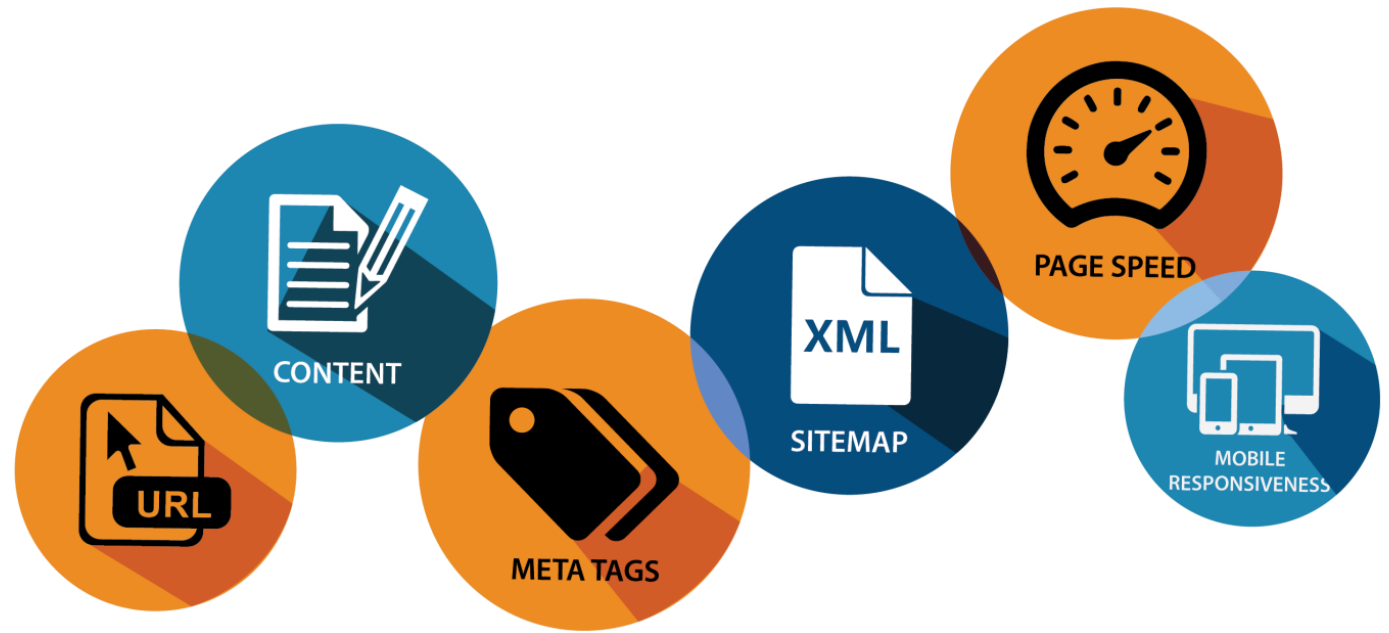 URL
CONTENT
META TAGS
XML
SITEMAP
PAGE SPEED
MOBILE
RESPONSIVENESS